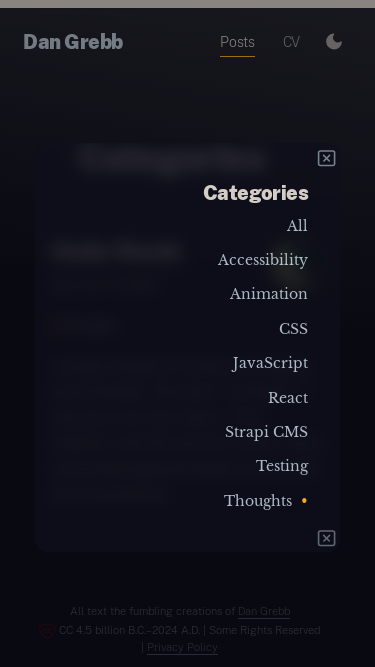 Dan Grebb
Posts
CV
Categories
Categories
All
Accessibility
Animation
CSS
JavaScript
React
Strapi CMS
Testing
Thoughts •
All text the fumbling creations of Dan Grebb
CC 4.5 billion B.C.–2024 A.D. | Some Rights Reserved
| Privacy Policy